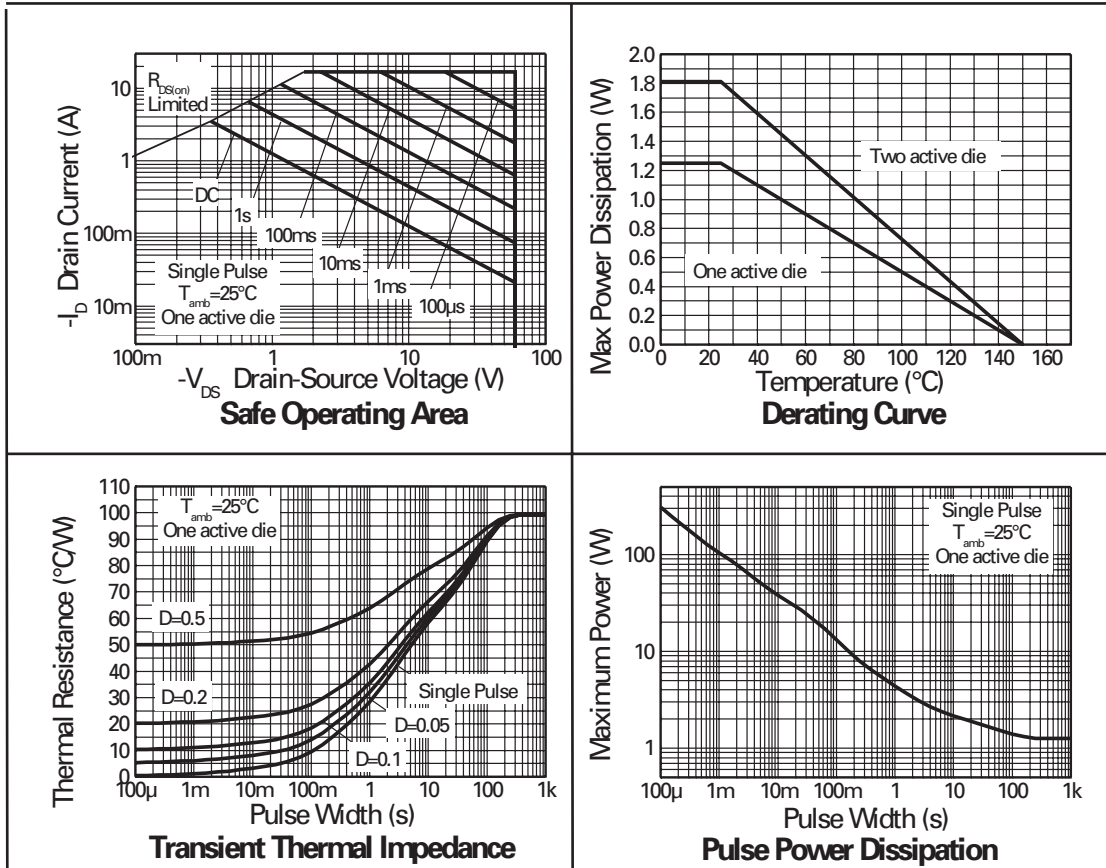 R_DS(on)
Limited
10
1
100m
10m
-I_D Drain Current (A)
DC
1s
100ms
10ms
1ms
100µs
Single Pulse
T_amb=25°C
One active die
100m 1 10 100
-V_DS Drain-Source Voltage (V)
Safe Operating Area
2.0
1.8
1.6
1.4
1.2
1.0
0.8
0.6
0.4
0.2
0.0
Max Power Dissipation (W)
Two active die
One active die
0 20 40 60 80 100 120 140 160
Temperature (°C)
Derating Curve
110
100
90
80
70
60
50
40
30
20
10
0
Thermal Resistance (°C/W)
T_amb=25°C
One active die
D=0.5
D=0.2
Single Pulse
D=0.05
D=0.1
100µ 1m 10m 100m 1 10 100 1k
Pulse Width (s)
Transient Thermal Impedance
100
10
1
Maximum Power (W)
Single Pulse
T_amb=25°C
One active die
100µ 1m 10m 100m 1 10 100 1k
Pulse Width (s)
Pulse Power Dissipation